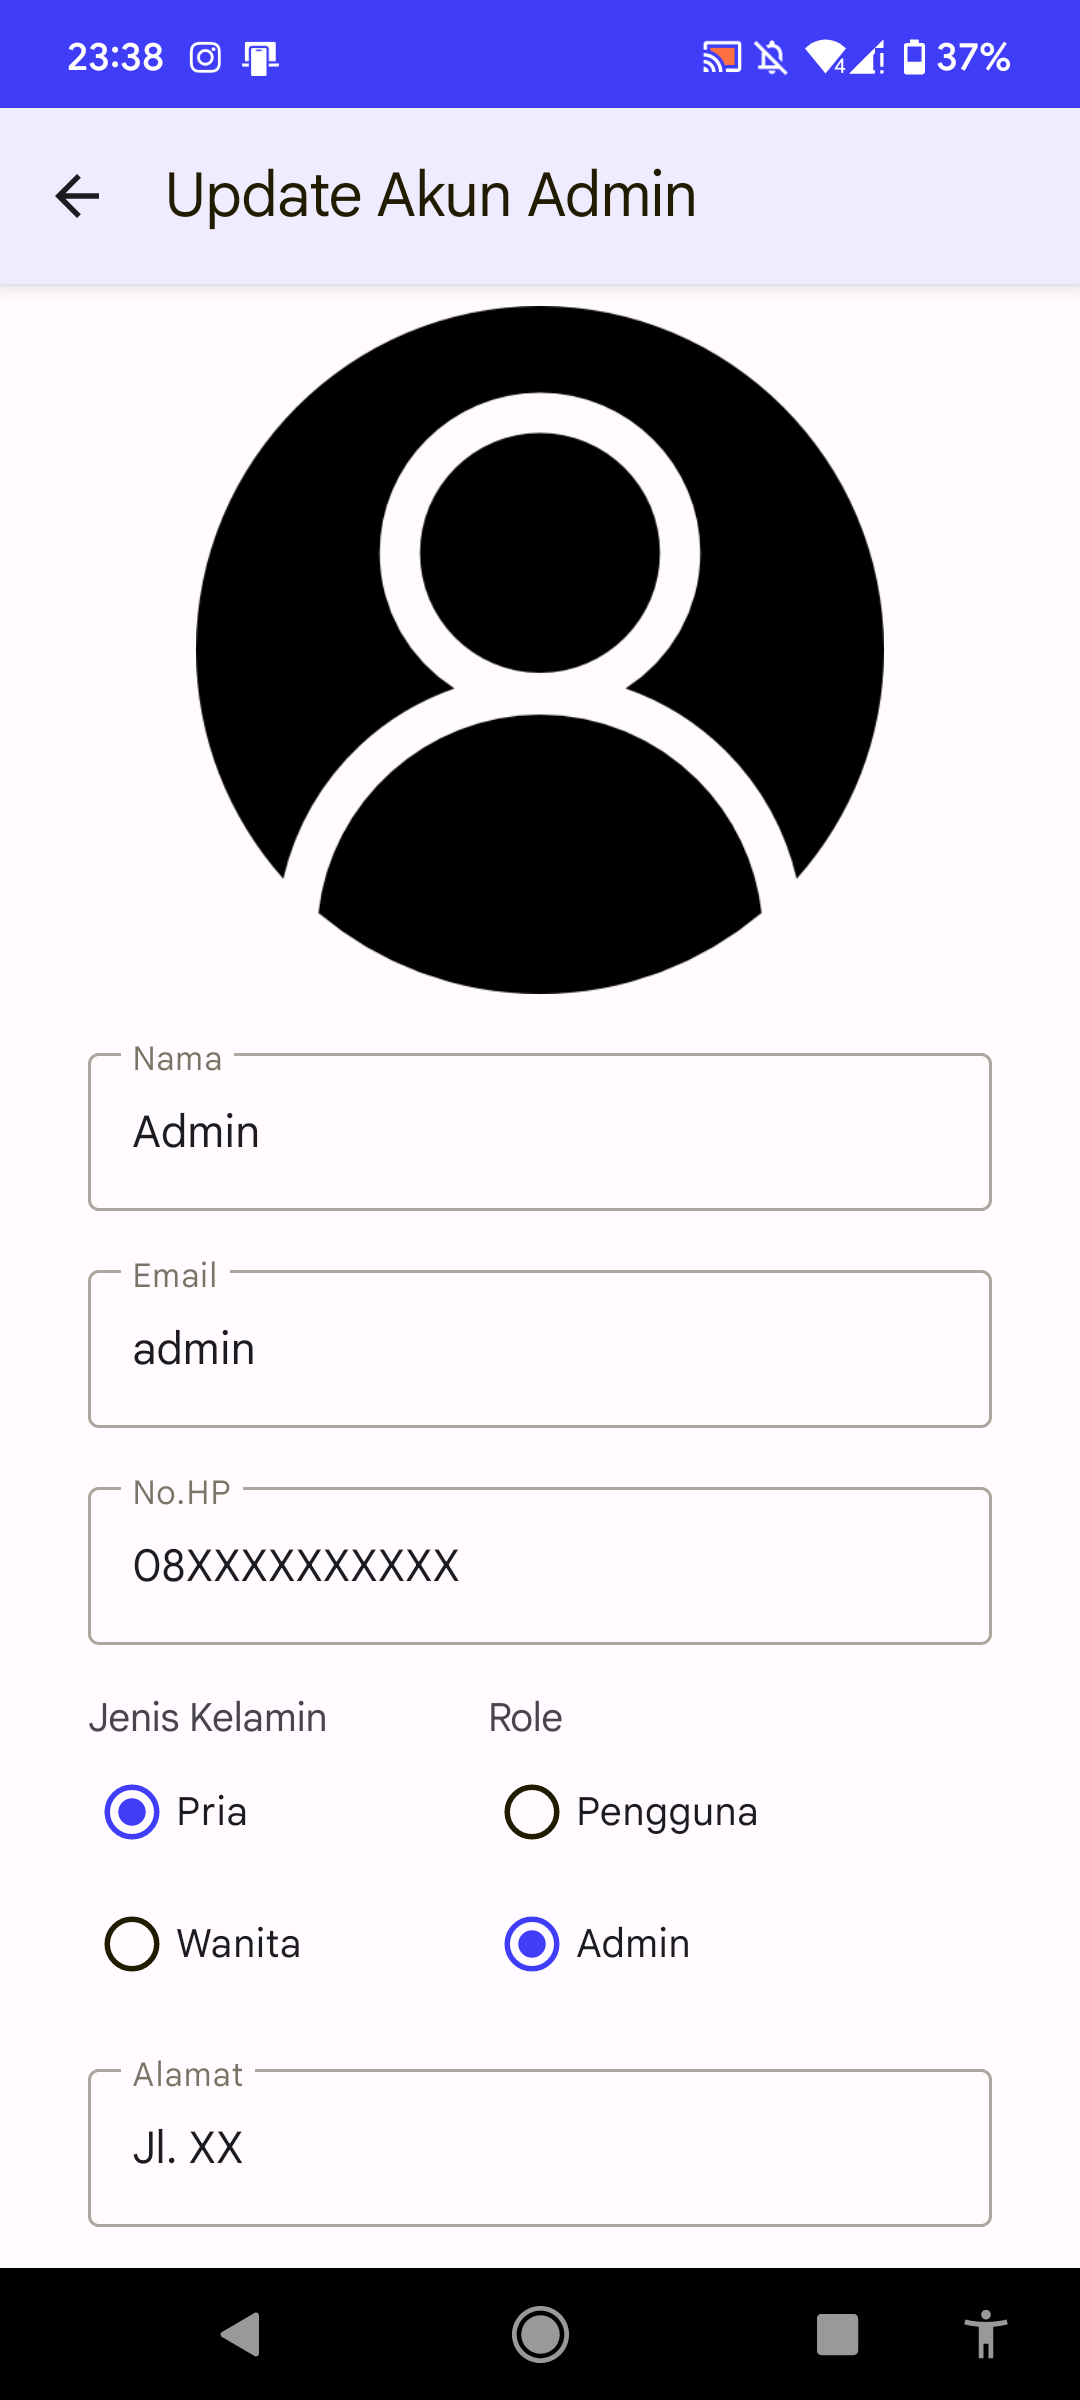 23:38 4 37%
Update Akun Admin
Nama
Admin
Email
admin
No.HP
08XXXXXXXXXX
Jenis Kelamin Role
Pria Pengguna
Wanita Admin
Alamat
Jl. XX